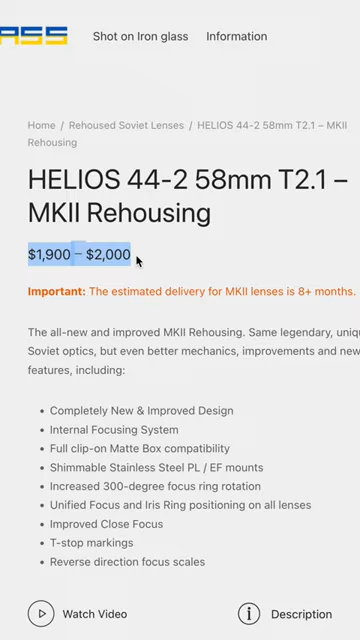 ASS
Shot on Iron glass Information
Home / Rehoused Soviet Lenses / HELIOS 44-2 58mm T2.1 – MKII
Rehousing
HELIOS 44-2 58mm T2.1 –
MKII Rehousing
$1,900 – $2,000
Important: The estimated delivery for MKII lenses is 8+ months.
The all-new and improved MKII Rehousing. Same legendary, uniq
Soviet optics, but even better mechanics, improvements and new
features, including:
• Completely New & Improved Design
• Internal Focusing System
• Full clip-on Matte Box compatibility
• Shimmable Stainless Steel PL / EF mounts
• Increased 300-degree focus ring rotation
• Unified Focus and Iris Ring positioning on all lenses
• Improved Close Focus
• T-stop markings
• Reverse direction focus scales
Watch Video Description